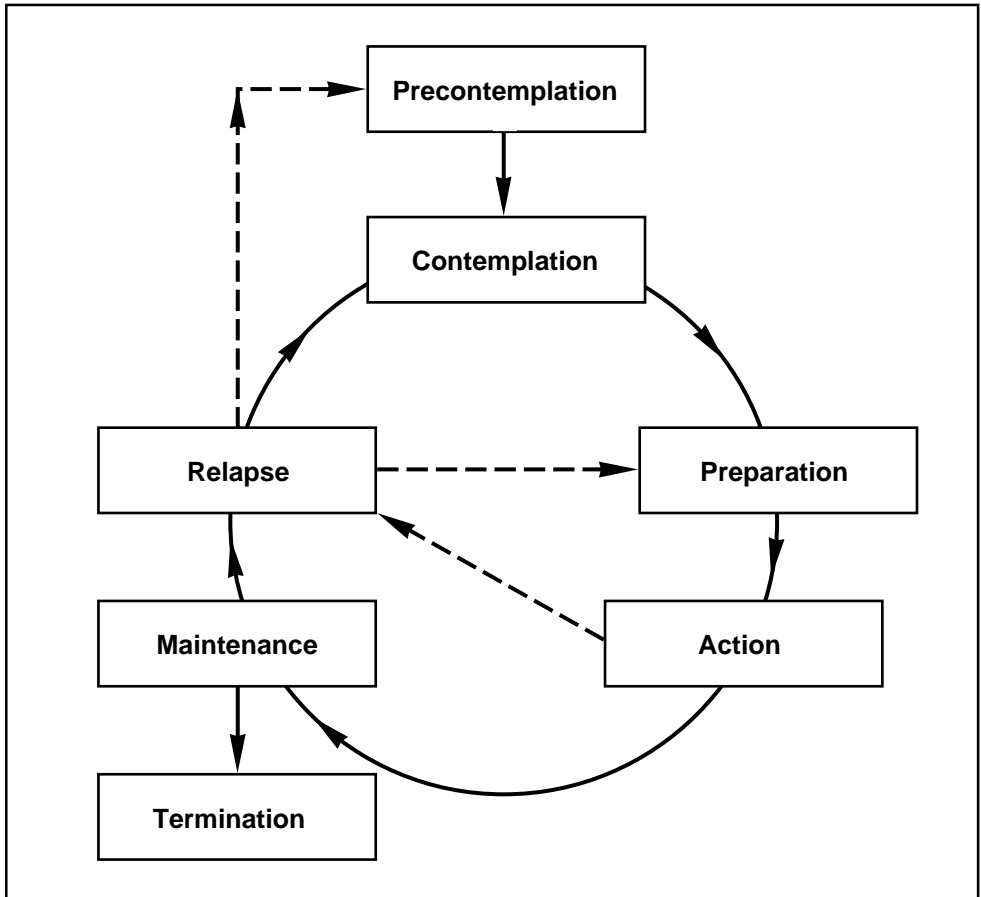 Precontemplation
Contemplation
Relapse
Preparation
Maintenance
Action
Termination